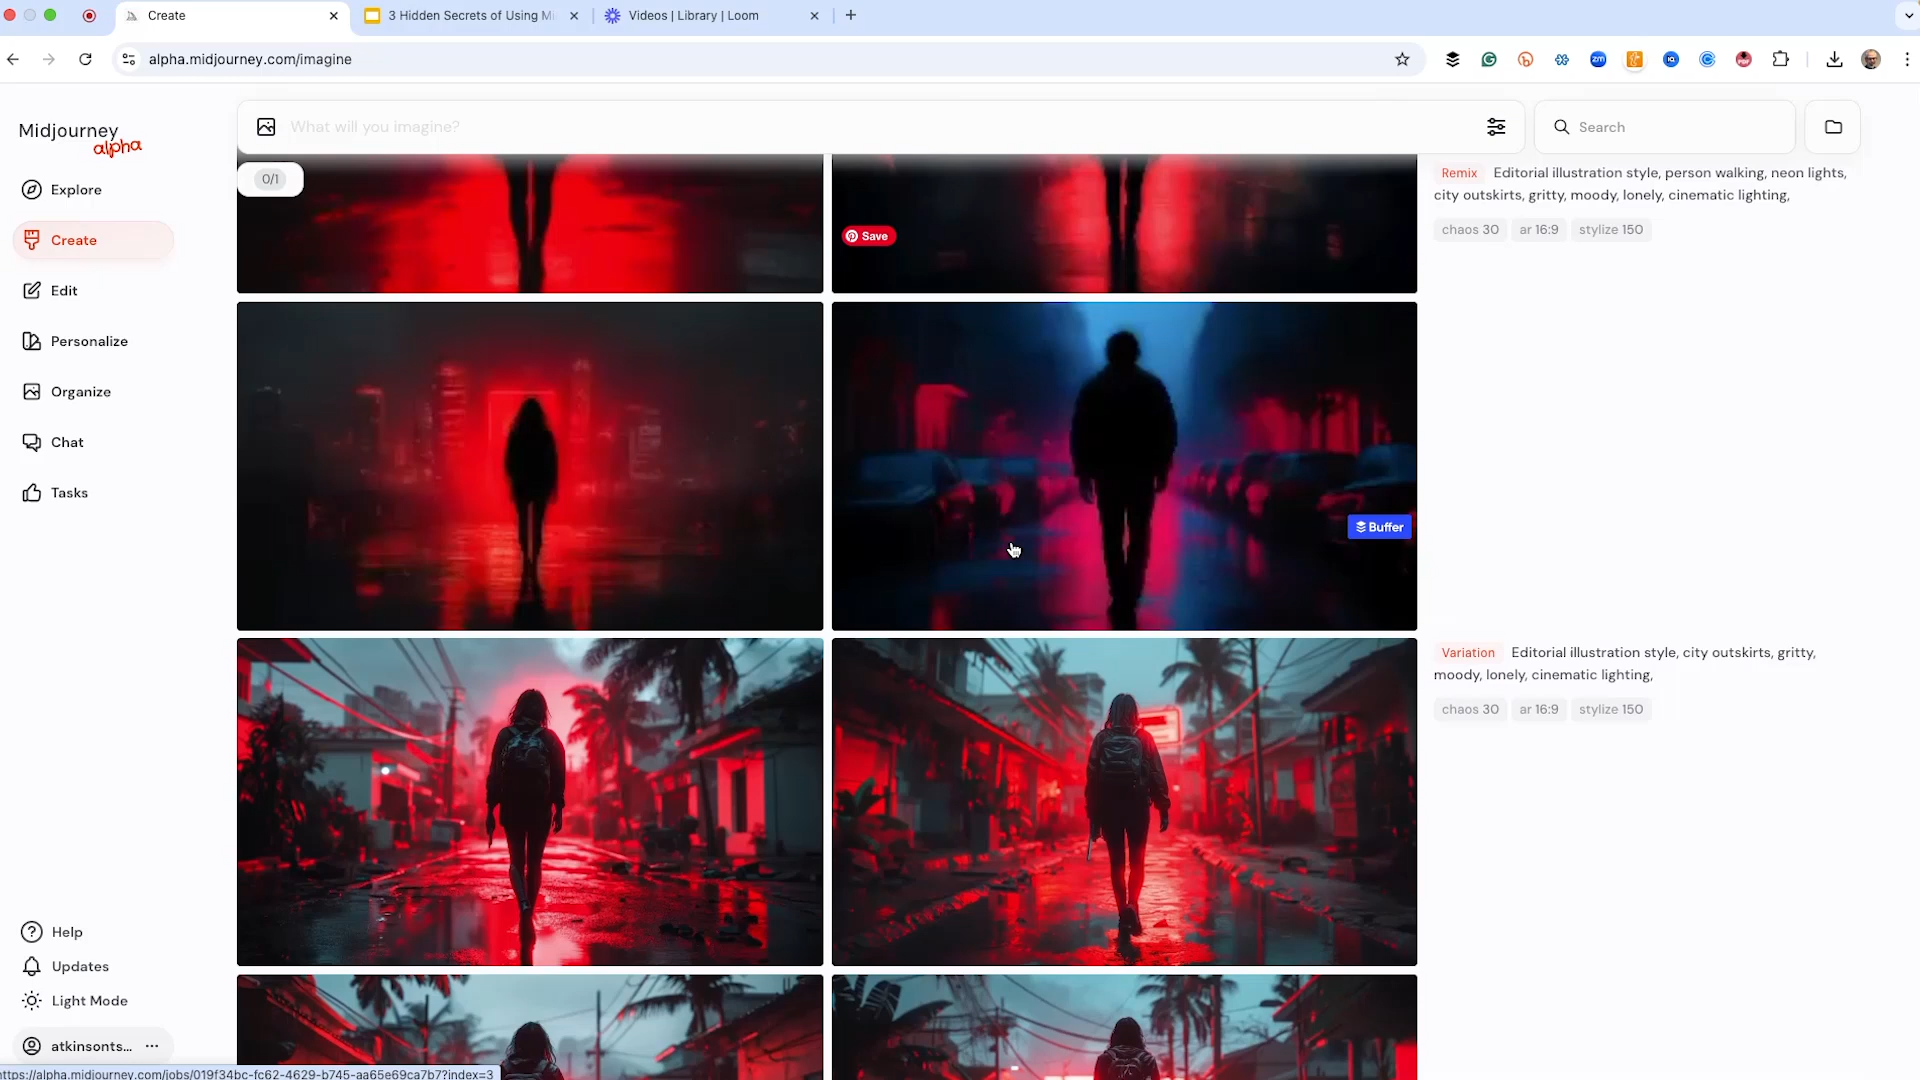 Create
3 Hidden Secrets of Using Mi
Videos | Library | Loom
alpha.midjourney.com/imagine
Midjourney
alpha
Explore
Create
Edit
Personalize
Organize
Chat
Tasks
Help
Updates
Light Mode
atkinsonts...
What will you imagine?
Search
0/1
Save
Buffer
Remix Editorial illustration style, person walking, neon lights,
city outskirts, gritty, moody, lonely, cinematic lighting,
chaos 30 ar 16:9 stylize 150
Variation Editorial illustration style, city outskirts, gritty,
moody, lonely, cinematic lighting,
chaos 30 ar 16:9 stylize 150
https://alpha.midjourney.com/jobs/019f34bc-fc62-4629-b745-aa65e69ca7b7?index=3